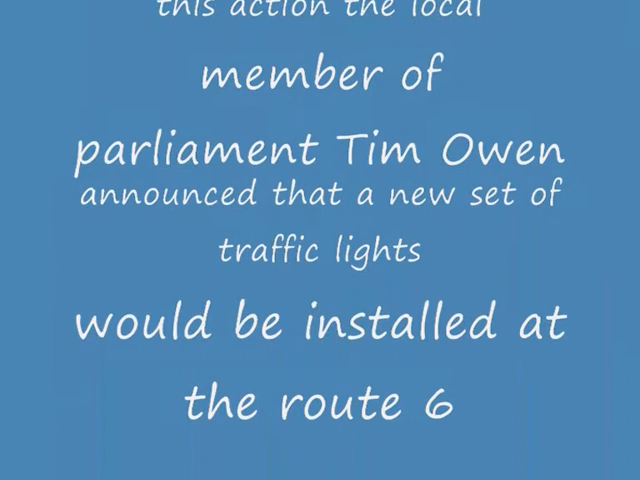 this action the local
member of
parliament Tim Owen
announced that a new set of
traffic lights
would be installed at
the route 6